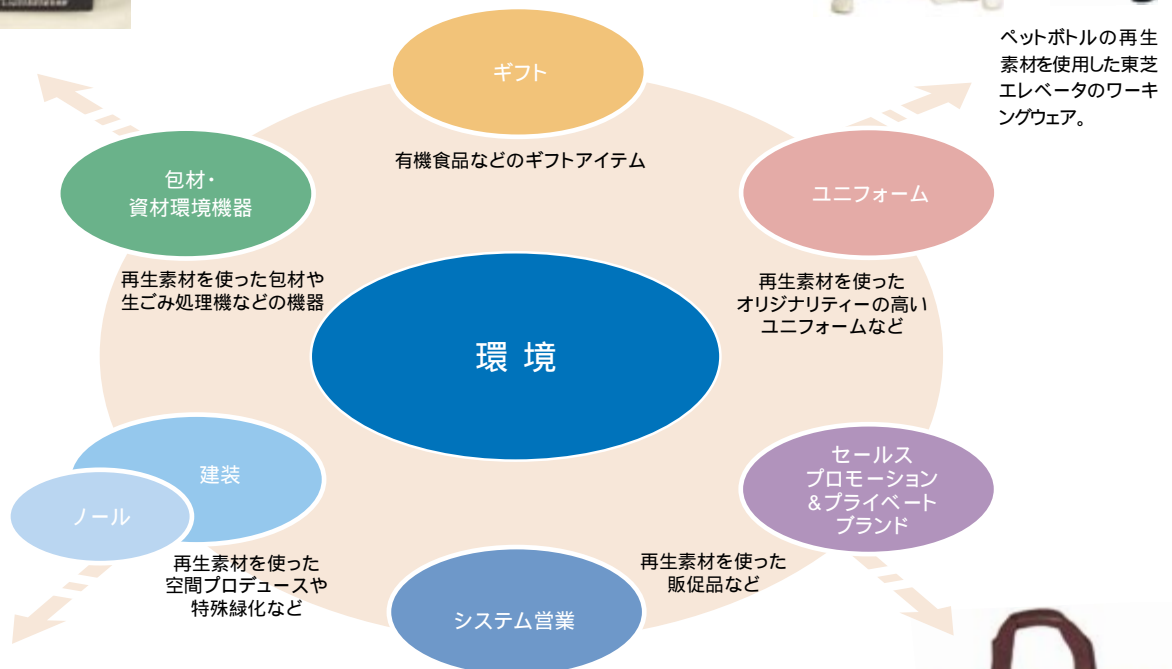 ペットボトルの再生
素材を使用した東芝
エレベータのワーキ
ングウェア。
ギフト
有機食品などのギフトアイテム
包材・
資材環境機器
再生素材を使った包材や
生ごみ処理機などの機器
ユニフォーム
再生素材を使った
オリジナリティーの高い
ユニフォームなど
環 境
建装
ノール
再生素材を使った
空間プロデュースや
特殊緑化など
セールス
プロモーション
&プライベート
ブランド
再生素材を使った
販促品など
システム営業